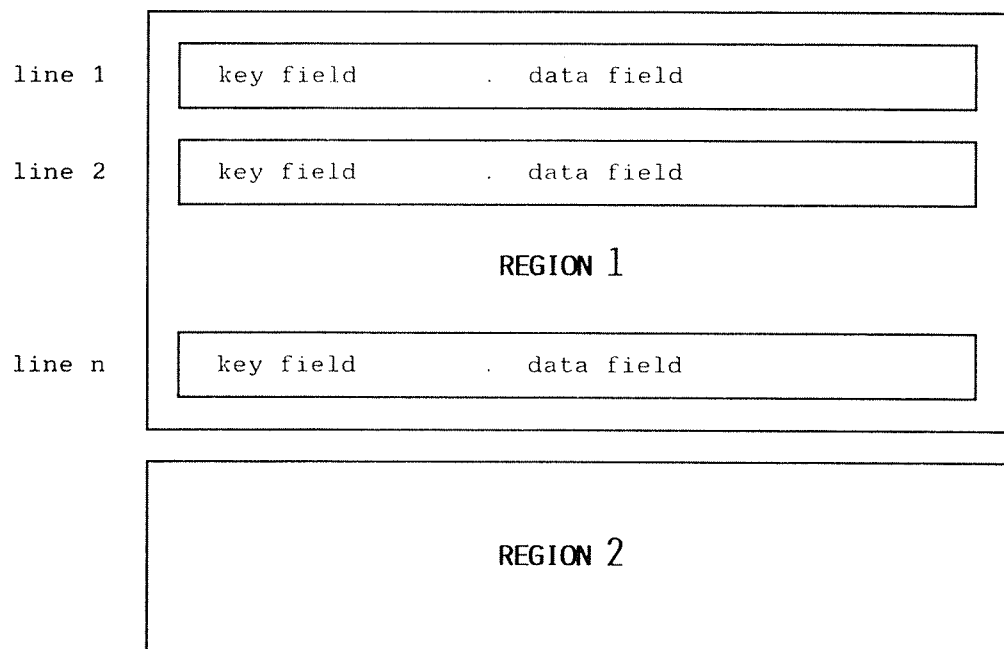 line 1 key field . data field
line 2 key field . data field
REGION 1
line n key field . data field
REGION 2